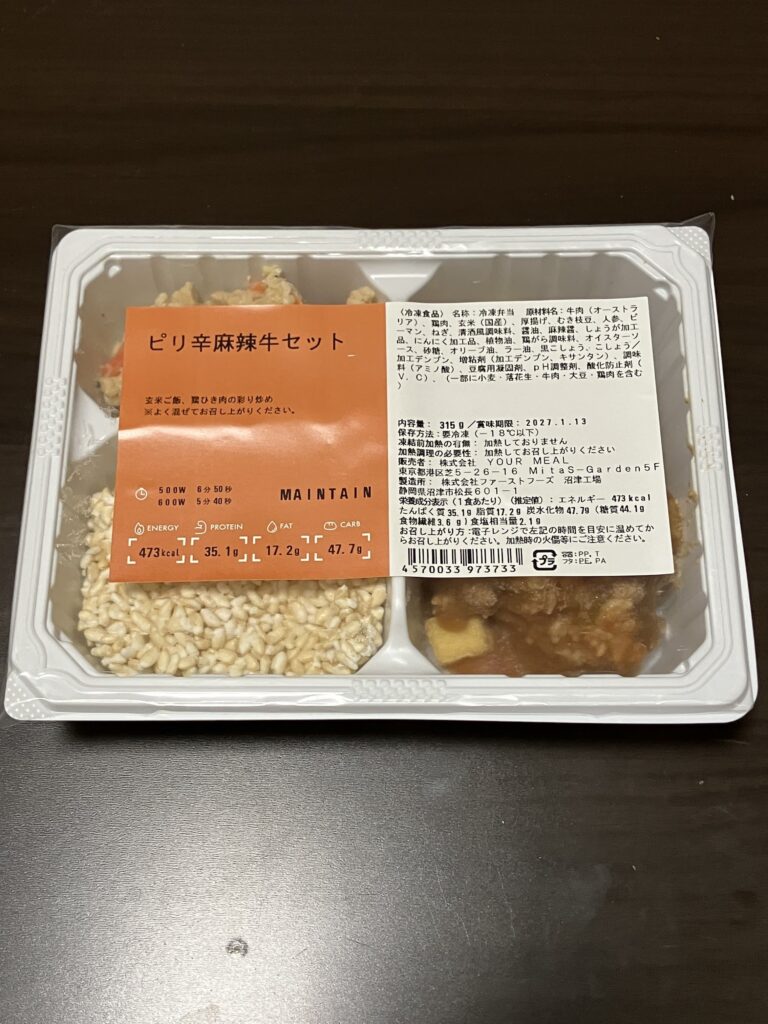 ピリ辛麻辣牛セット
玄米ご飯、鶏ひき肉の彩り炒め
※よく混ぜてお召し上がりください。
500W 6分50秒
600W 5分40秒
MAINTAIN
ENERGY PROTEIN FAT CARB
473kcal 35.1g 17.2g 47.7g
(冷凍食品) 名称:冷凍弁当 原材料名:牛肉(オーストラ
リア)、鶏肉、玄米(国産)、厚揚げ、むき枝豆、人参、ピ
ーマン、ねぎ、清酒風調味料、醤油、麻辣醤、しょうが加工
品、にんにく加工品、植物油、鶏がら調味料、オイスターソ
ース、砂糖、オリーブ油、ラー油、黒こしょう、こしょう/
加工デンプン、増粘剤(加工デンプン、キサンタン)、調味
料(アミノ酸)、豆腐用凝固剤、pH調整剤、酸化防止剤(
V.C)、(一部に小麦・落花生・牛肉・大豆・鶏肉を含む
)
内容量: 315g/賞味期限: 2027.1.13
保存方法:要冷凍(-18℃以下)
凍結前加熱の有無: 加熱しておりません
加熱調理の必要性: 加熱してお召し上がりください
販売者: 株式会社 YOUR MEAL
東京都港区芝5-26-16 MitaS-Garden5F
製造所: 株式会社ファーストフーズ 沼津工場
静岡県沼津市松長601-1
栄養成分表示(1食あたり)(推定値): エネルギー 473kcal
たんぱく質35.1g 脂質17.2g 炭水化物47.7g(糖質44.1g
食物繊維3.6g)食塩相当量2.1g
お召し上がり方:電子レンジで左記の時間を目安に温めてか
らお召し上がりください。加熱時の火傷等にご注意ください。
4570033973733
プラ
容器:PP.T
フタ:PE.PA